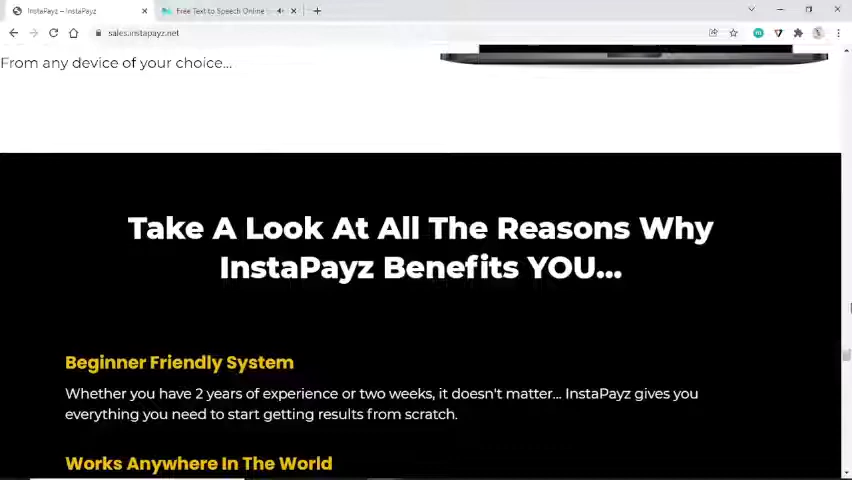 InstaPayz – InstaPayz
Free Text to Speech Online
sales.instapayz.net
From any device of your choice...
Take A Look At All The Reasons Why
InstaPayz Benefits YOU...
Beginner Friendly System
Whether you have 2 years of experience or two weeks, it doesn't matter... InstaPayz gives you
everything you need to start getting results from scratch.
Works Anywhere In The World